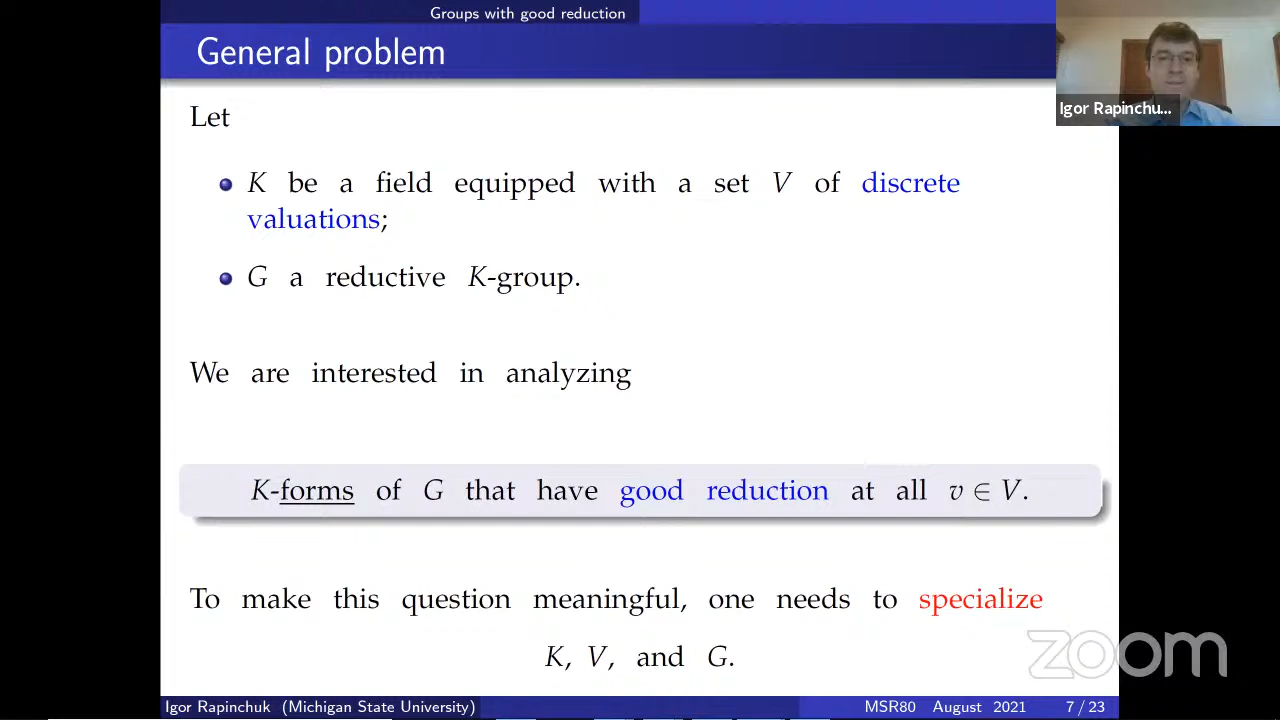 Groups with good reduction
General problem
Igor Rapinchu...
Let
K be a field equipped with a set V of discrete
valuations;
G a reductive K-group.
We are interested in analyzing
K-forms of G that have good reduction at all v ∈ V.
To make this question meaningful, one needs to specialize
K, V, and G.
zoom
Igor Rapinchuk (Michigan State University)
MSR80 August 2021 7 / 23